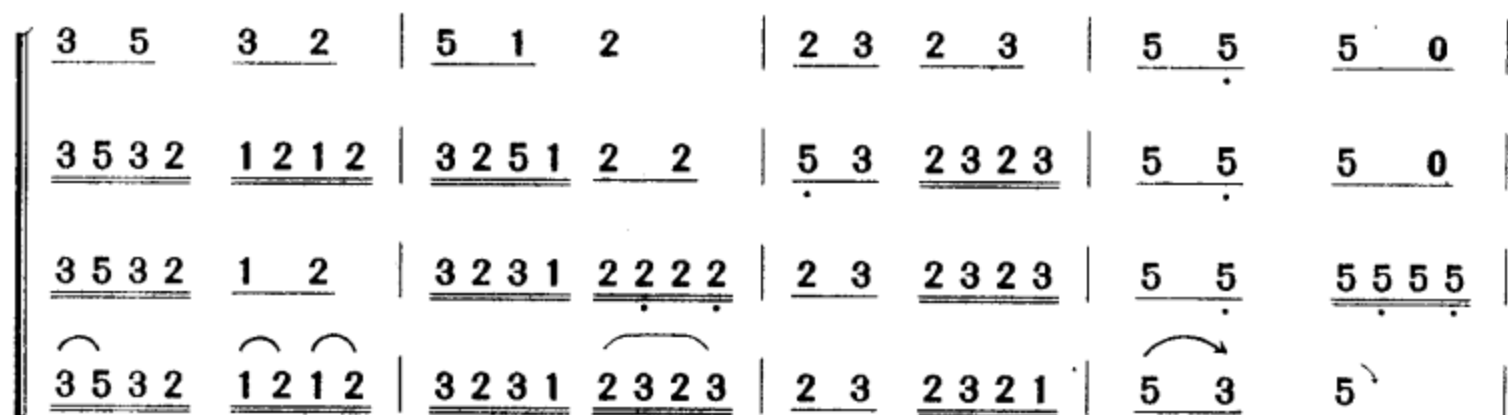 3 5 3 2 | 5 1 2 | 2 3 2 3 | 5 5̣ 5 0 |
3 5 3 2 1 2 1 2 | 3 2 5 1 2 2 | 5̣ 3 2 3 2 3 | 5 5̣ 5 0 |
3 5 3 2 1 2 | 3 2 3 1 2 2̣ 2 2̣ | 2 3 2 3 2 3 | 5 5̣ 5 5̣ 5 5̣ |
3 5 3 2 1 2 1 2 | 3 2 3 1 2 3 2 3 | 2 3 2 3 2 1 | 5 3 5 |